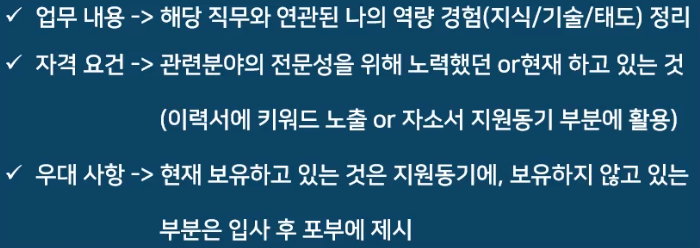 ✓ 업무 내용 -> 해당 직무와 연관된 나의 역량 경험(지식/기술/태도) 정리
✓ 자격 요건 -> 관련분야의 전문성을 위해 노력했던 or현재 하고 있는 것
(이력서에 키워드 노출 or 자소서 지원동기 부분에 활용)
✓ 우대 사항 -> 현재 보유하고 있는 것은 지원동기에, 보유하지 않고 있는
부분은 입사 후 포부에 제시